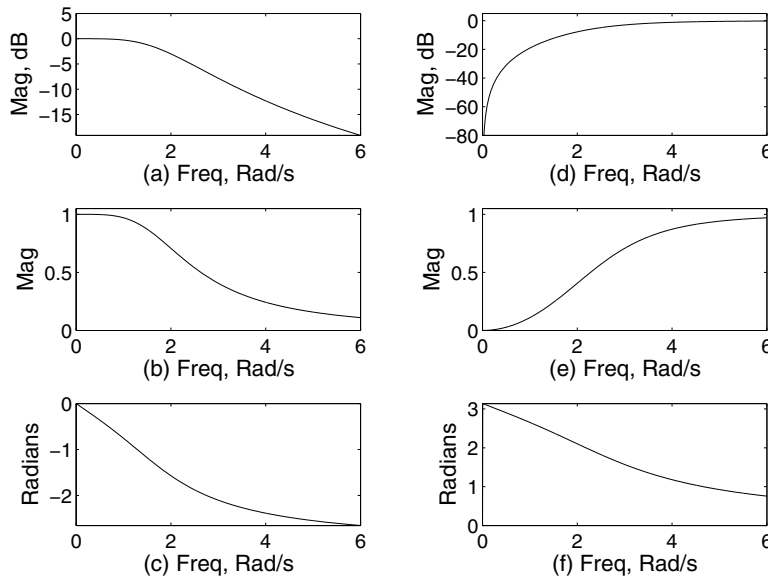 5
0
−5
−10
−15
Mag, dB
0 2 4 6
(a) Freq, Rad/s
0
−20
−40
−60
−80
Mag, dB
0 2 4 6
(d) Freq, Rad/s
1
0.5
0
Mag
0 2 4 6
(b) Freq, Rad/s
1
0.5
0
Mag
0 2 4 6
(e) Freq, Rad/s
0
−1
−2
Radians
0 2 4 6
(c) Freq, Rad/s
3
2
1
0
Radians
0 2 4 6
(f) Freq, Rad/s